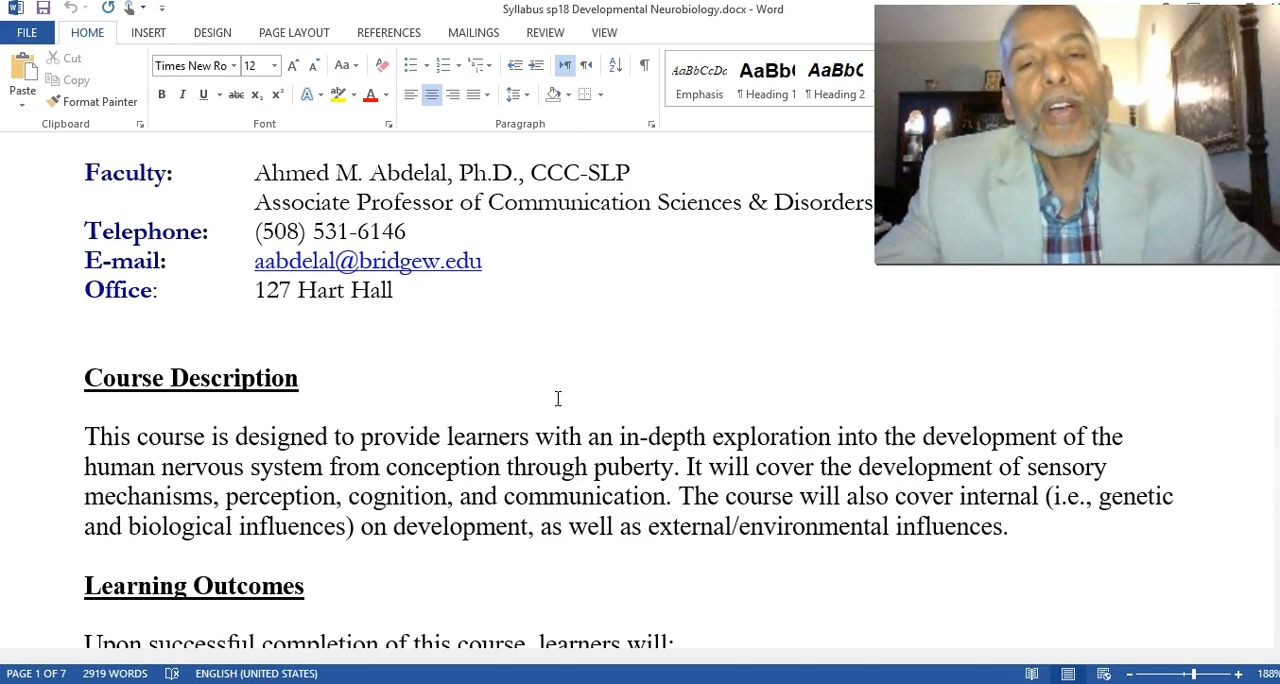 Syllabus sp18 Developmental Neurobiology.docx - Word
FILE HOME INSERT DESIGN PAGE LAYOUT REFERENCES MAILINGS REVIEW VIEW
Paste
Cut
Copy
Format Painter
Clipboard
Times New Ro 12
Font
Paragraph
AaBbCcDc AaBb( AaBbC
Emphasis ¶ Heading 1 ¶ Heading 2
Faculty: Ahmed M. Abdelal, Ph.D., CCC-SLP
Associate Professor of Communication Sciences & Disorders
Telephone: (508) 531-6146
E-mail: aabdelal@bridgew.edu
Office: 127 Hart Hall
Course Description
This course is designed to provide learners with an in-depth exploration into the development of the
human nervous system from conception through puberty. It will cover the development of sensory
mechanisms, perception, cognition, and communication. The course will also cover internal (i.e., genetic
and biological influences) on development, as well as external/environmental influences.
Learning Outcomes
Upon successful completion of this course, learners will:
PAGE 1 OF 7 2919 WORDS ENGLISH (UNITED STATES) 188%